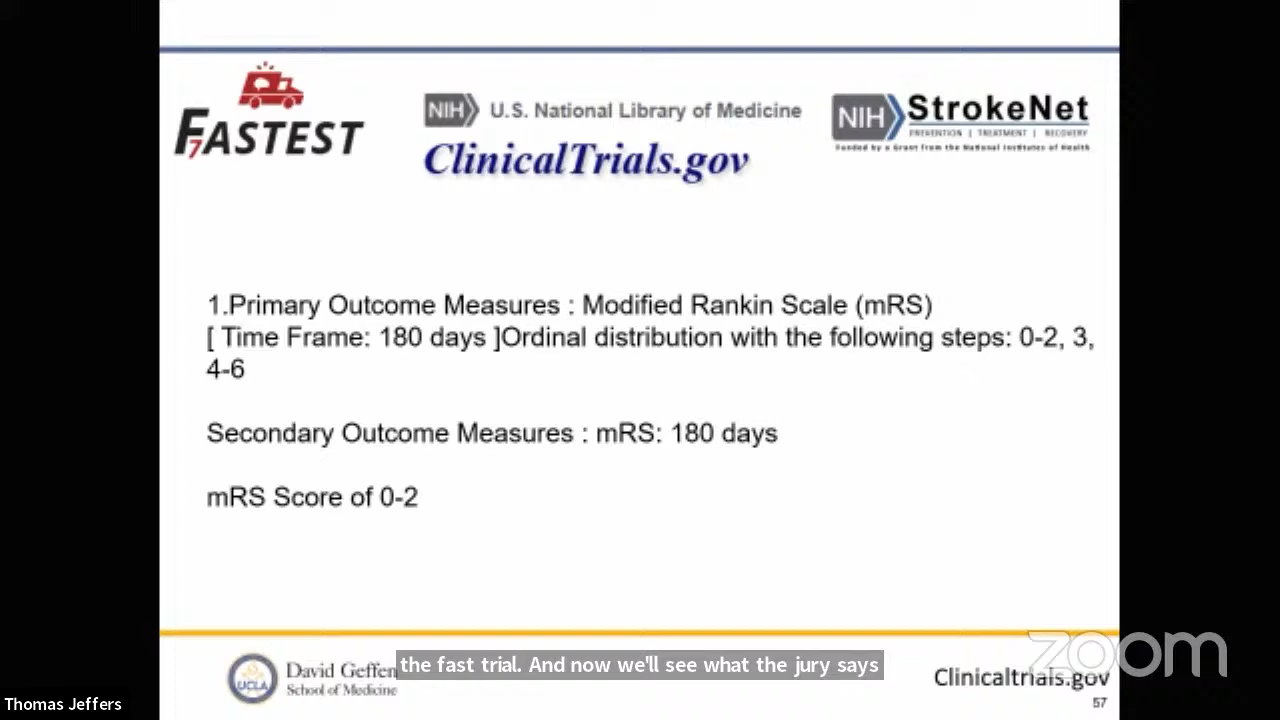 F7ASTEST
NIH U.S. National Library of Medicine
ClinicalTrials.gov
NIH StrokeNet
PREVENTION | TREATMENT | RECOVERY
Funded by a Grant from the National Institutes of Health
1.Primary Outcome Measures : Modified Rankin Scale (mRS)
[ Time Frame: 180 days ]Ordinal distribution with the following steps: 0-2, 3,
4-6
Secondary Outcome Measures : mRS: 180 days
mRS Score of 0-2
UCLA
David Geffen
School of Medicine
the fast trial. And now we'll see what the jury says
Clinicaltrials.gov
zoom
57
Thomas Jeffers